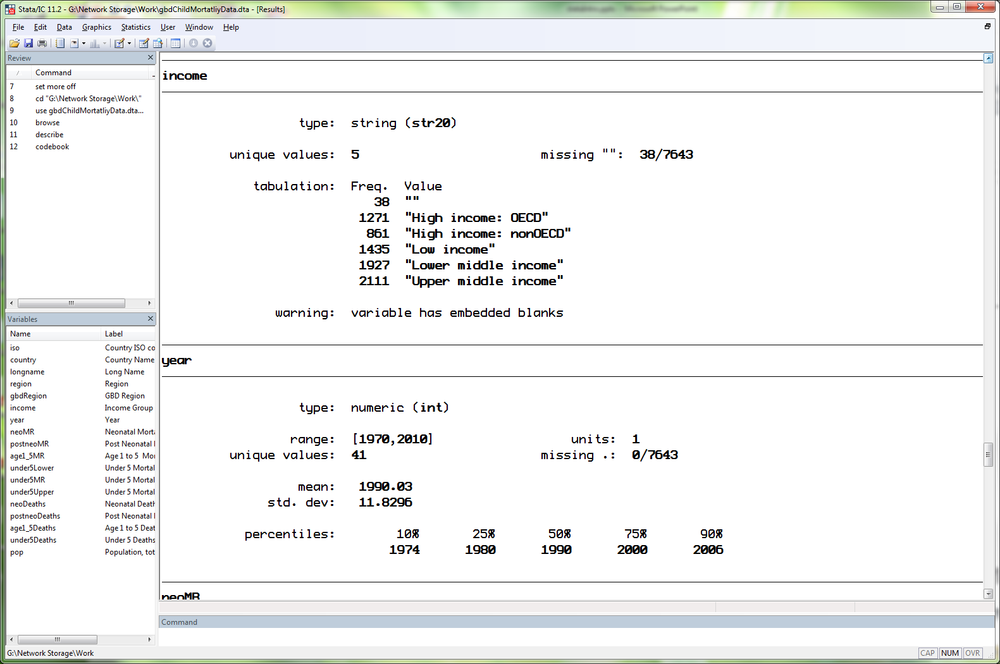 Stata/IC 11.2 - G:\Network Storage\Work\gbdChildMortatliyData.dta - [Results]
File Edit Data Graphics Statistics User Window Help
Review
Command
7 set more off
8 cd "G:\Network Storage\Work\"
9 use gbdChildMortatliyData.dta...
10 browse
11 describe
12 codebook
Variables
Name Label
iso Country ISO co
country Country Name
longname Long Name
region Region
gbdRegion GBD Region
income Income Group
year Year
neoMR Neonatal Morta
postneoMR Post Neonatal
age1_5MR Age 1 to 5 Mor
under5Lower Under 5 Mortal
under5MR Under 5 Mortal
under5Upper Under 5 Mortal
neoDeaths Neonatal Death
postneoDeaths Post Neonatal
age1_5Deaths Age 1 to 5 Deat
under5Deaths Under 5 Deaths
pop Population, tot
income
type: string (str20)
unique values: 5 missing "": 38/7643
tabulation: Freq. Value
38 ""
1271 "High income: OECD"
861 "High income: nonOECD"
1435 "Low income"
1927 "Lower middle income"
2111 "Upper middle income"
warning: variable has embedded blanks
year
type: numeric (int)
range: [1970,2010] units: 1
unique values: 41 missing .: 0/7643
mean: 1990.03
std. dev: 11.8296
percentiles: 10% 25% 50% 75% 90%
1974 1980 1990 2000 2006
neoMR
Command
G:\Network Storage\Work
CAP NUM OVR